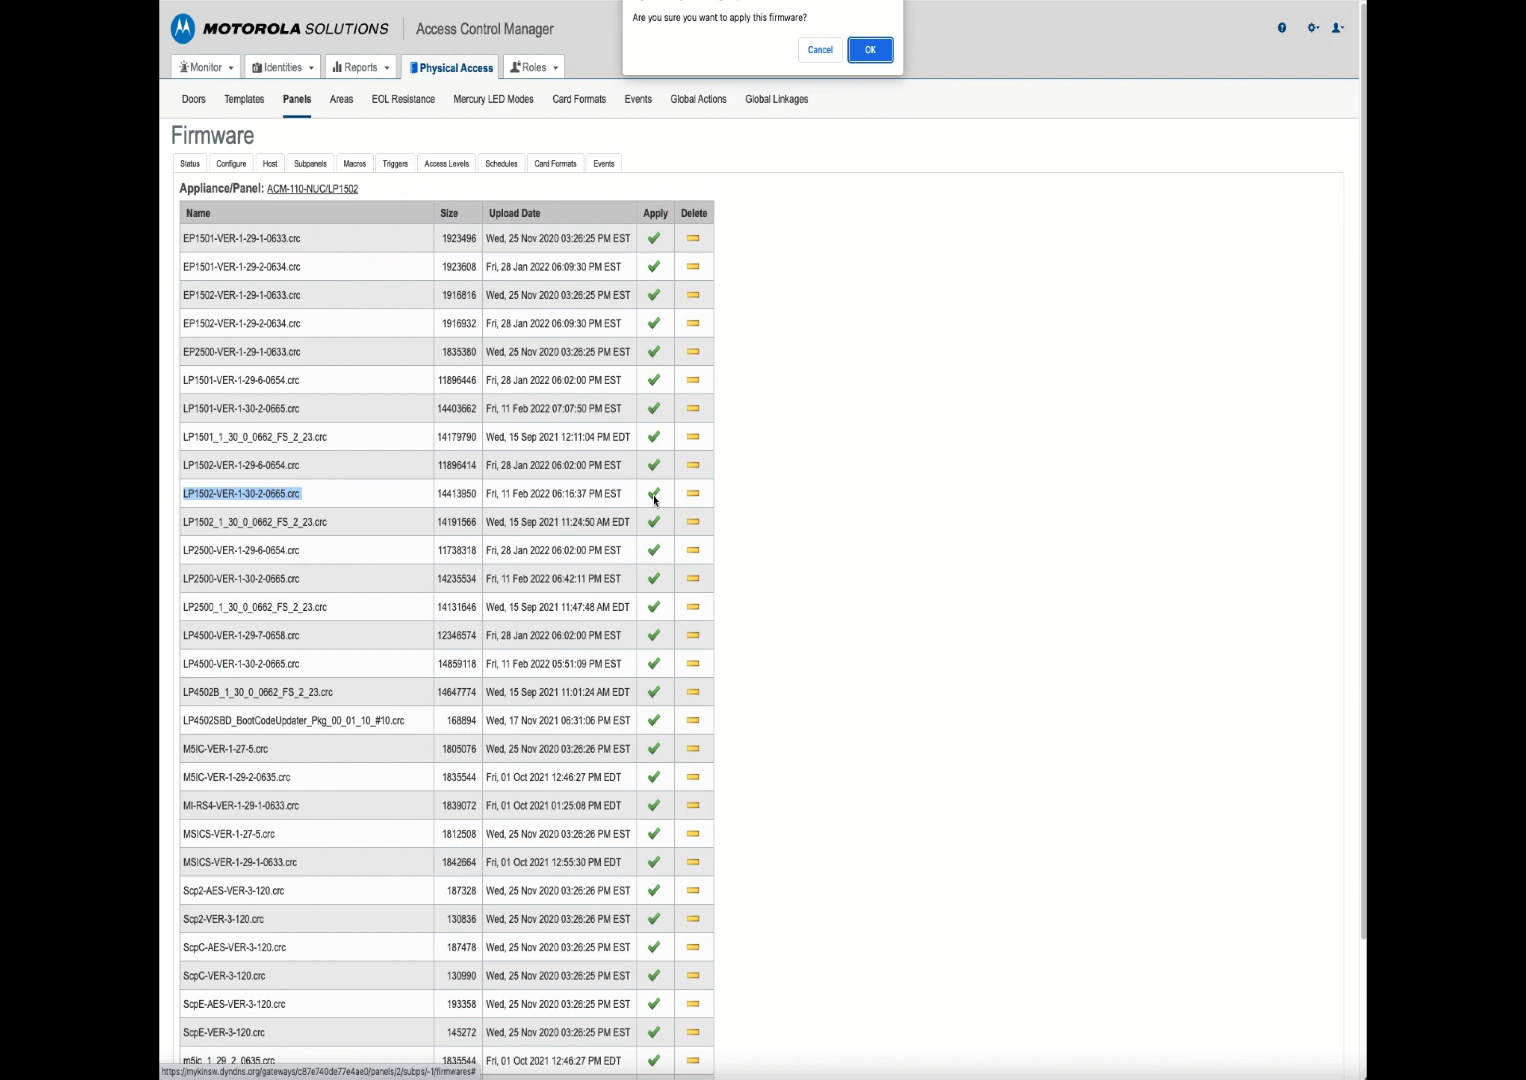 Are you sure you want to apply this firmware?
Cancel OK
MOTOROLA SOLUTIONS Access Control Manager
Monitor Identities Reports Physical Access Roles
Doors Templates Panels Areas EOL Resistance Mercury LED Modes Card Formats Events Global Actions Global Linkages
Firmware
Status Configure Host Subpanels Macros Triggers Access Levels Schedules Card Formats Events
Appliance/Panel: ACM-110-NUC/LP1502
Name Size Upload Date Apply Delete
EP1501-VER-1-29-1-0633.crc 1923496 Wed, 25 Nov 2020 03:26:25 PM EST
EP1501-VER-1-29-2-0634.crc 1923608 Fri, 28 Jan 2022 06:09:30 PM EST
EP1502-VER-1-29-1-0633.crc 1916816 Wed, 25 Nov 2020 03:26:25 PM EST
EP1502-VER-1-29-2-0634.crc 1916932 Fri, 28 Jan 2022 06:09:30 PM EST
EP2500-VER-1-29-1-0633.crc 1835380 Wed, 25 Nov 2020 03:26:25 PM EST
LP1501-VER-1-29-6-0654.crc 11896446 Fri, 28 Jan 2022 06:02:00 PM EST
LP1501-VER-1-30-2-0665.crc 14403662 Fri, 11 Feb 2022 07:07:50 PM EST
LP1501_1_30_0_0662_FS_2_23.crc 14179790 Wed, 15 Sep 2021 12:11:04 PM EDT
LP1502-VER-1-29-6-0654.crc 11896414 Fri, 28 Jan 2022 06:02:00 PM EST
LP1502-VER-1-30-2-0665.crc 14413950 Fri, 11 Feb 2022 06:16:37 PM EST
LP1502_1_30_0_0662_FS_2_23.crc 14191566 Wed, 15 Sep 2021 11:24:50 AM EDT
LP2500-VER-1-29-6-0654.crc 11738318 Fri, 28 Jan 2022 06:02:00 PM EST
LP2500-VER-1-30-2-0665.crc 14235534 Fri, 11 Feb 2022 06:42:11 PM EST
LP2500_1_30_0_0662_FS_2_23.crc 14131646 Wed, 15 Sep 2021 11:47:48 AM EDT
LP4500-VER-1-29-7-0658.crc 12346574 Fri, 28 Jan 2022 06:02:00 PM EST
LP4500-VER-1-30-2-0665.crc 14859118 Fri, 11 Feb 2022 05:51:09 PM EST
LP4502B_1_30_0_0662_FS_2_23.crc 14647774 Wed, 15 Sep 2021 11:01:24 AM EDT
LP4502SBD_BootCodeUpdater_Pkg_00_01_10_#10.crc 168894 Wed, 17 Nov 2021 06:31:06 PM EST
M5IC-VER-1-27-5.crc 1805076 Wed, 25 Nov 2020 03:26:26 PM EST
M5IC-VER-1-29-2-0635.crc 1835544 Fri, 01 Oct 2021 12:46:27 PM EDT
MI-RS4-VER-1-29-1-0633.crc 1839072 Fri, 01 Oct 2021 01:25:08 PM EDT
MSICS-VER-1-27-5.crc 1812508 Wed, 25 Nov 2020 03:26:26 PM EST
MSICS-VER-1-29-1-0633.crc 1842664 Fri, 01 Oct 2021 12:55:30 PM EDT
Scp2-AES-VER-3-120.crc 187328 Wed, 25 Nov 2020 03:26:26 PM EST
Scp2-VER-3-120.crc 130836 Wed, 25 Nov 2020 03:26:26 PM EST
ScpC-AES-VER-3-120.crc 187478 Wed, 25 Nov 2020 03:26:25 PM EST
ScpC-VER-3-120.crc 130990 Wed, 25 Nov 2020 03:26:25 PM EST
ScpE-AES-VER-3-120.crc 193358 Wed, 25 Nov 2020 03:26:25 PM EST
ScpE-VER-3-120.crc 145272 Wed, 25 Nov 2020 03:26:25 PM EST
m5ic_1_29_2_0635.crc 1835544 Fri, 01 Oct 2021 12:46:27 PM EDT
https://mykinsw.dyndns.org/gateways/c87e740de77e4ae0/panels/2/subps/-1/firmwares#